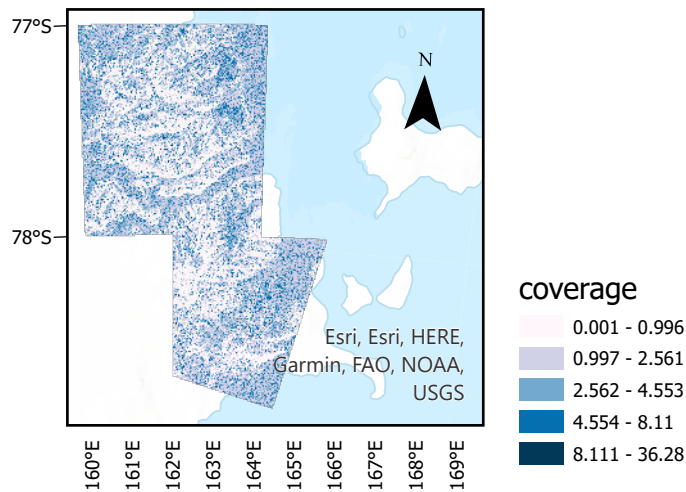 77°S
N
78°S
Esri, Esri, HERE,
Garmin, FAO, NOAA,
USGS
160°E
161°E
162°E
163°E
164°E
165°E
166°E
167°E
168°E
169°E
coverage
0.001 - 0.996
0.997 - 2.561
2.562 - 4.553
4.554 - 8.11
8.111 - 36.28